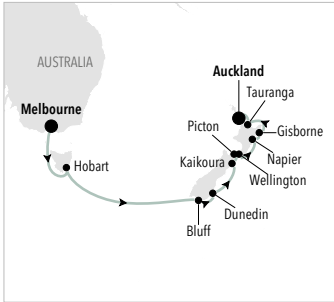 AUSTRALIA
Auckland
Tauranga
Melbourne
Picton
Gisborne
Hobart
Kaikoura
Napier
Wellington
Dunedin
Bluff